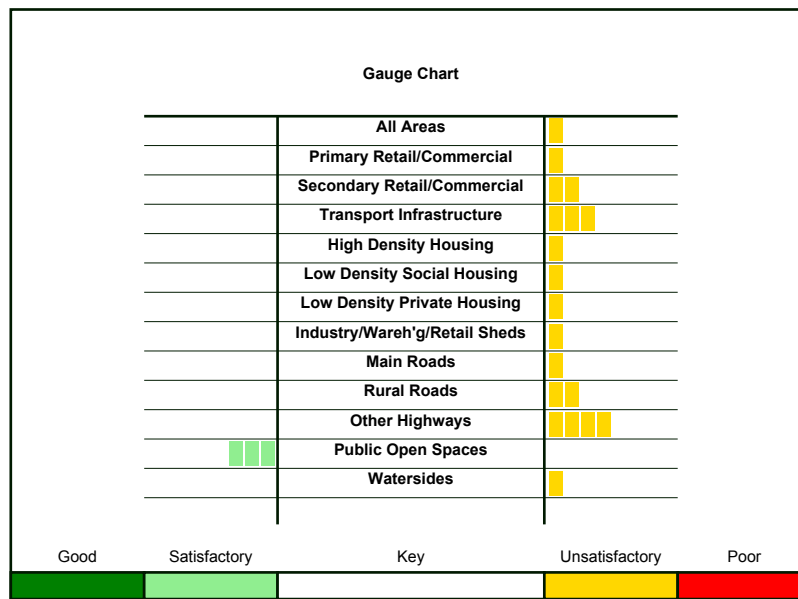 Gauge Chart
All Areas
Primary Retail/Commercial
Secondary Retail/Commercial
Transport Infrastructure
High Density Housing
Low Density Social Housing
Low Density Private Housing
Industry/Wareh'g/Retail Sheds
Main Roads
Rural Roads
Other Highways
Public Open Spaces
Watersides
Good Satisfactory Key Unsatisfactory Poor